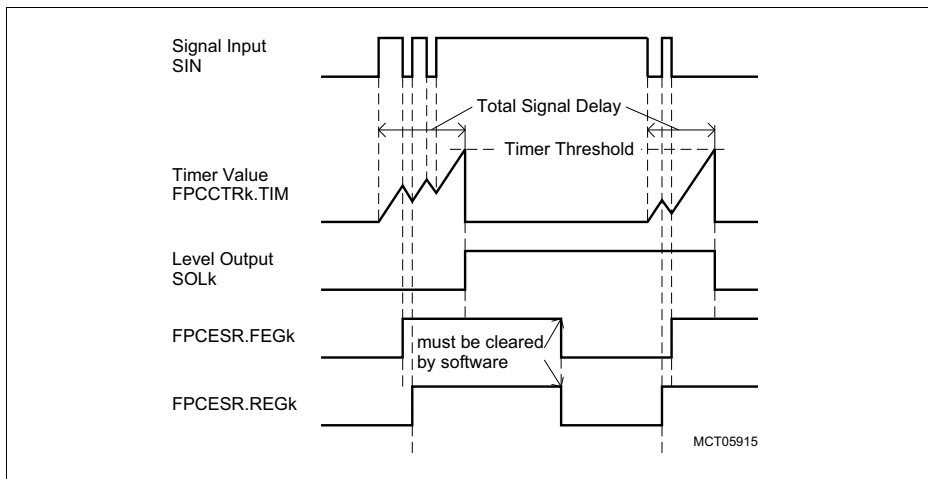 Signal Input
SIN
Total Signal Delay
Timer Threshold
Timer Value
FPCCTRk.TIM
Level Output
SOLk
FPCESR.FEGk
must be cleared
by software
FPCESR.REGk
MCT05915